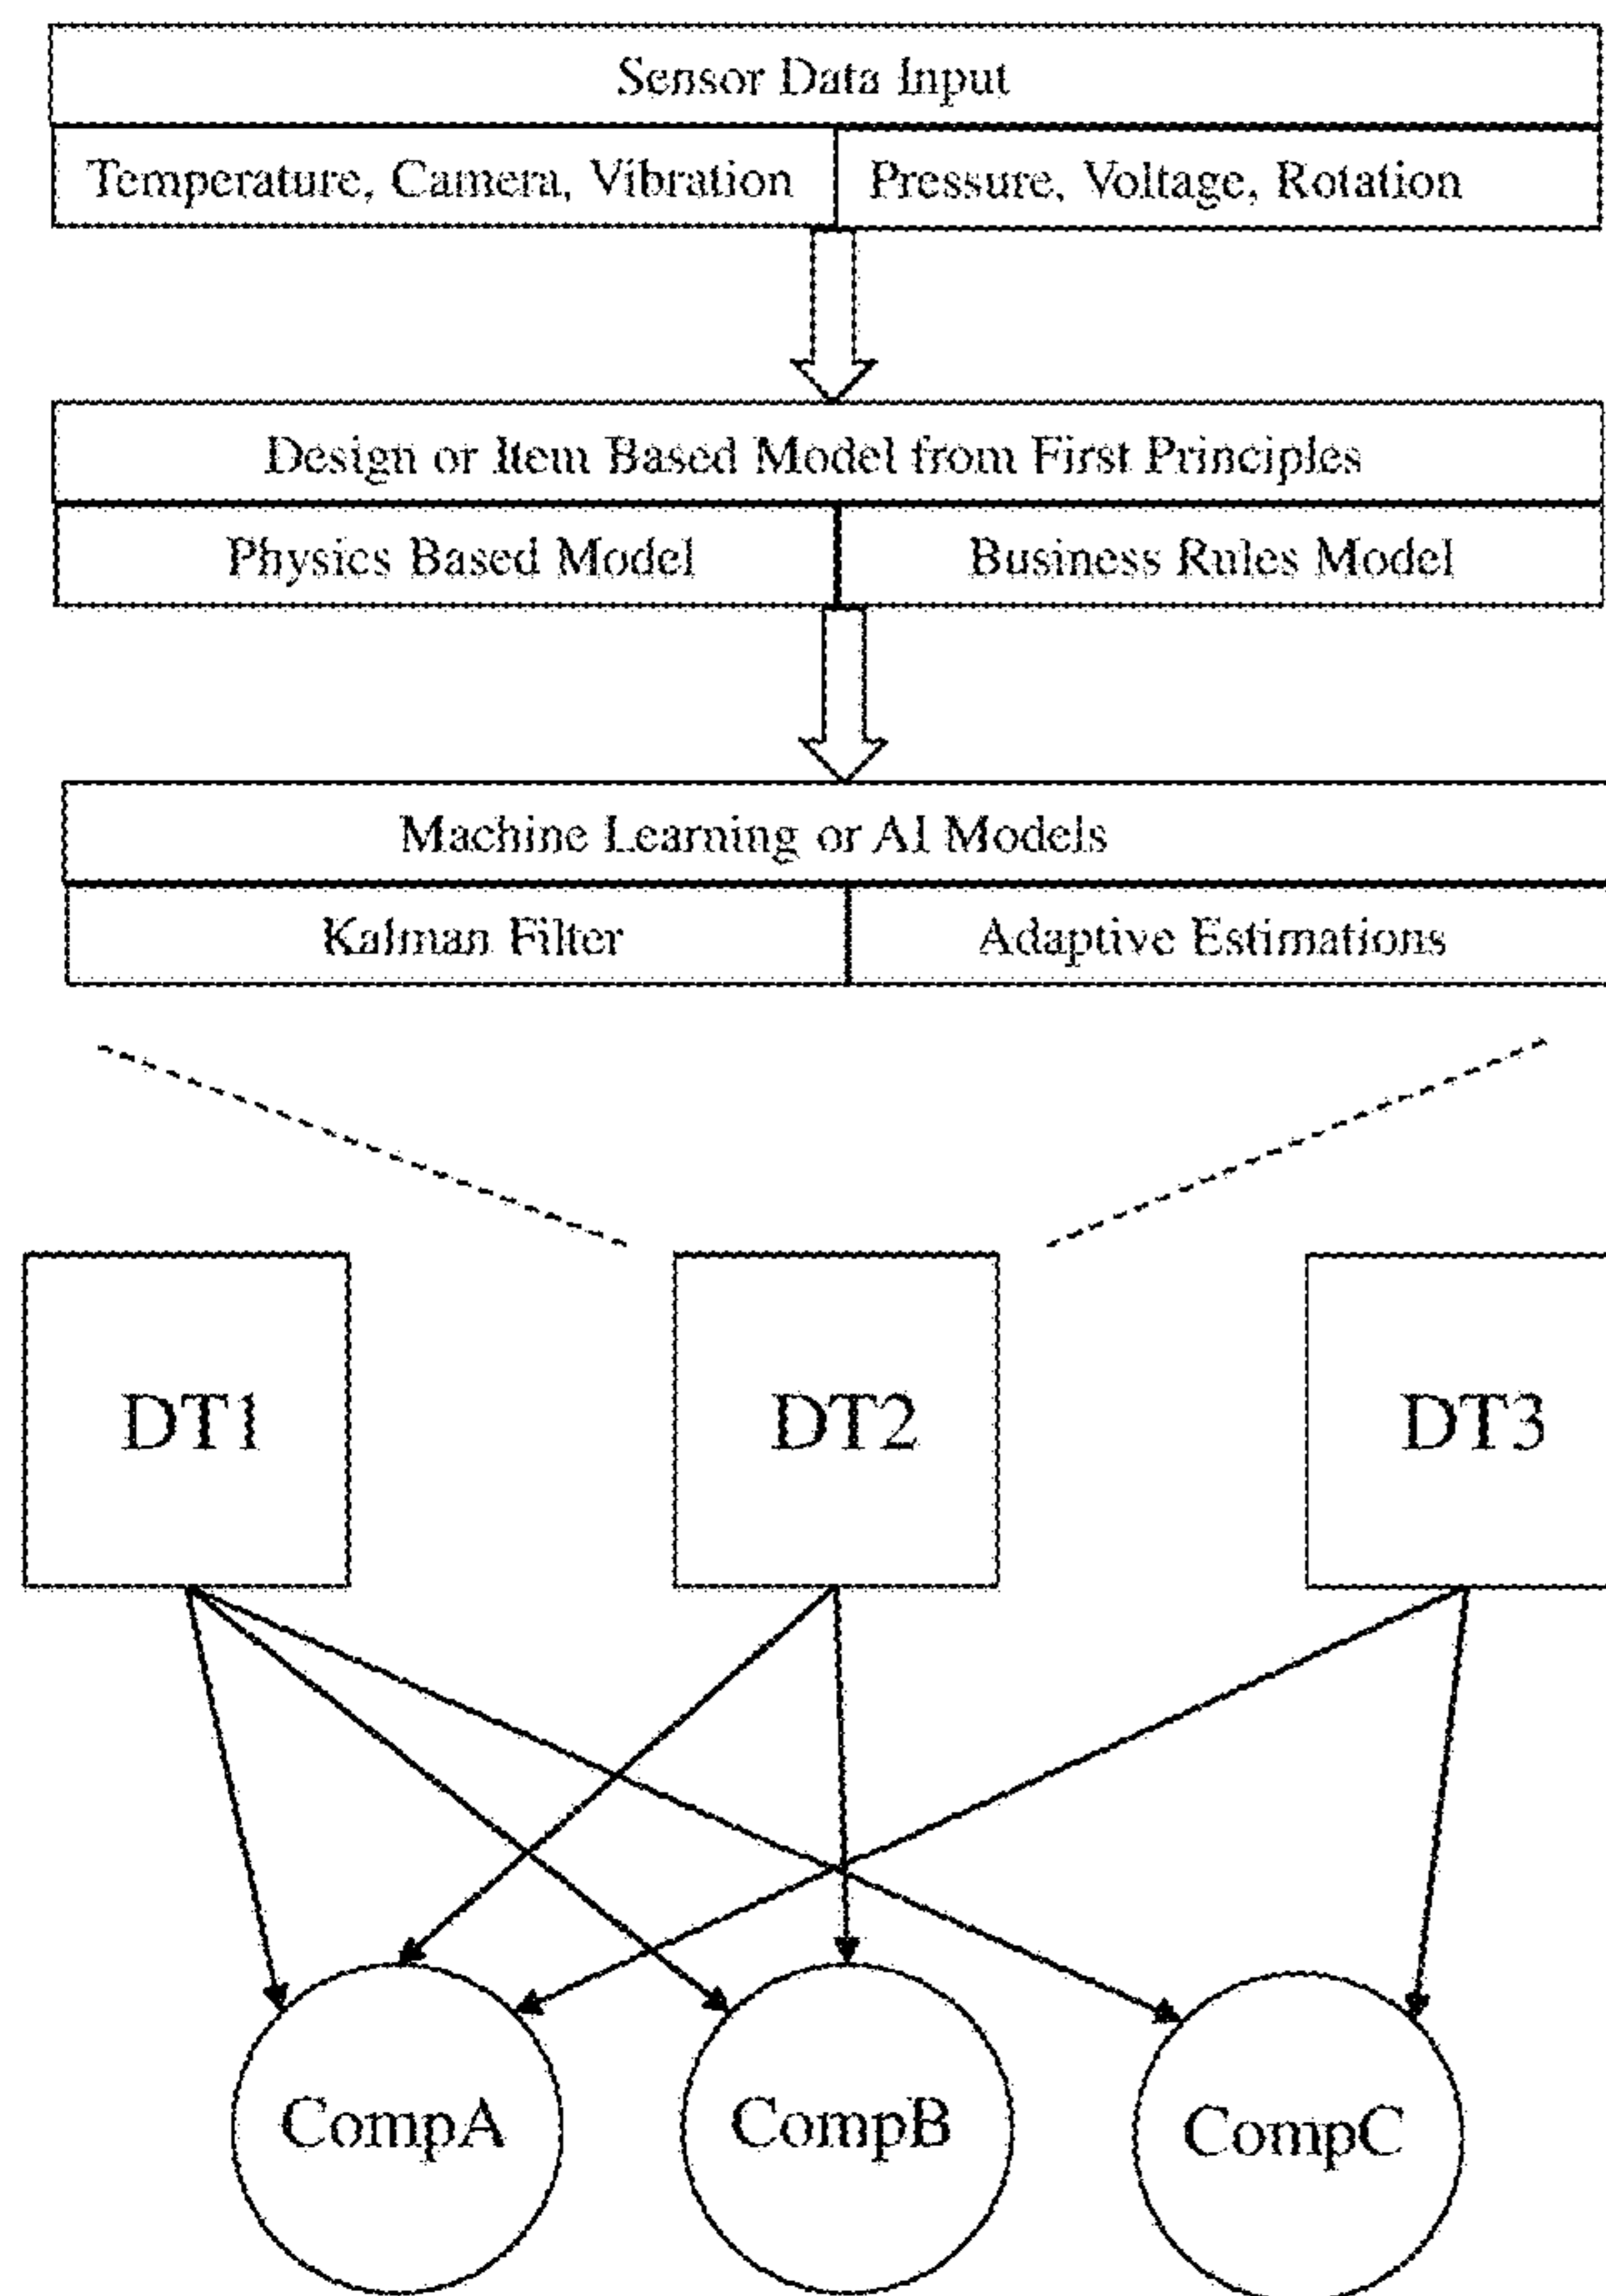 Sensor Data Input
Temperature, Camera, Vibration
Pressure, Voltage, Rotation
Design or Item Based Model from First Principles
Physics Based Model
Business Rules Model
Machine Learning or AI Models
Kalman Filter
Adaptive Estimations
DT1
DT2
DT3
CompA
CompB
CompC